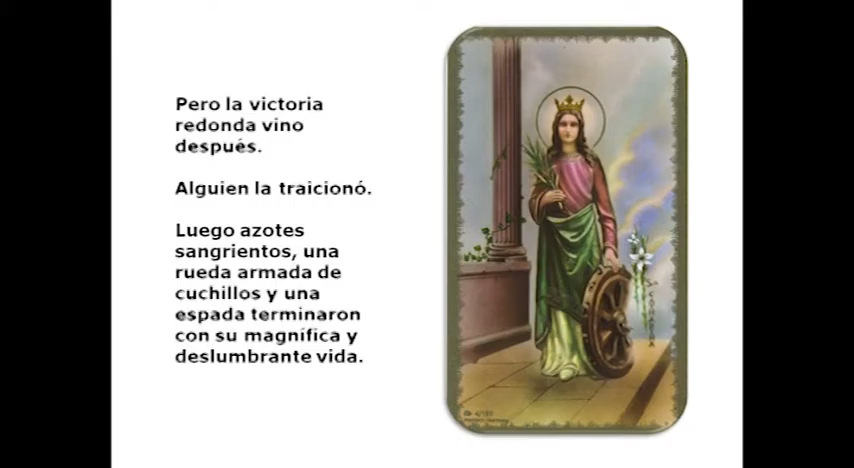 Pero la victoria
redonda vino
después.
Alguien la traicionó.
Luego azotes
sangrientos, una
rueda armada de
cuchillos y una
espada terminaron
con su magnífica y
deslumbrante vida.